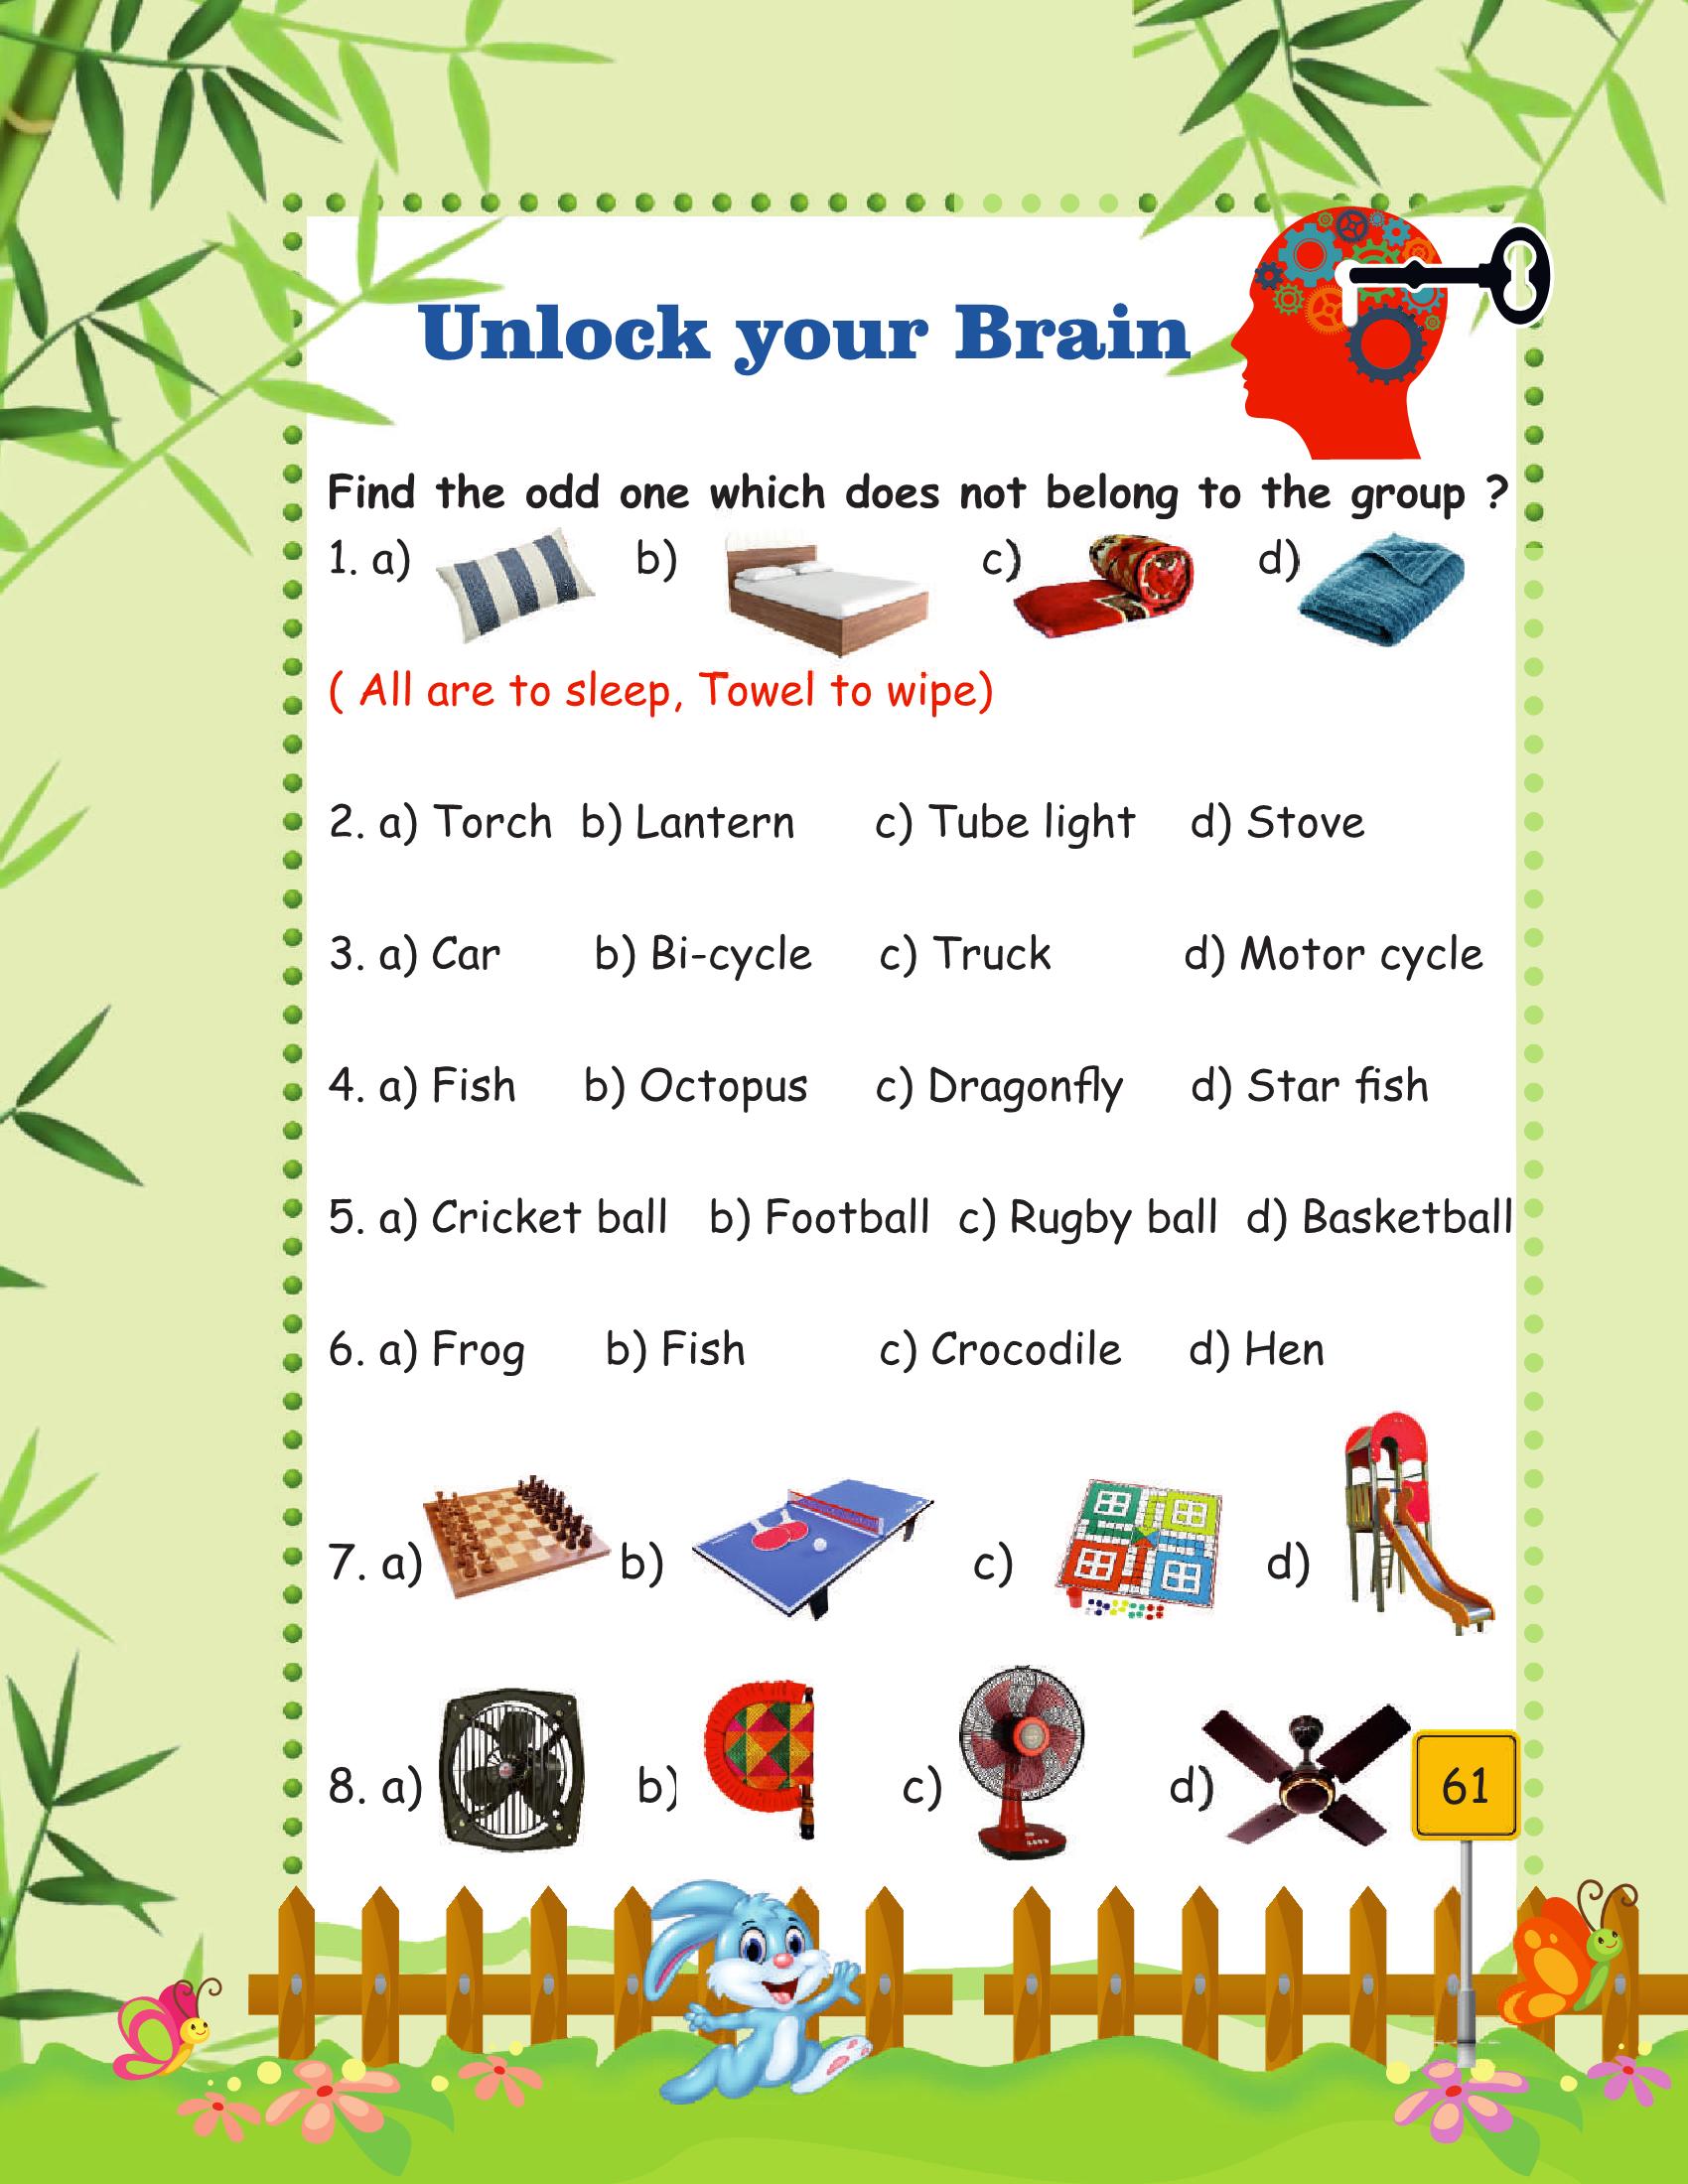 Unlock your Brain
Find the odd one which does not belong to the group ?
1. a) b) c) d)
( All are to sleep, Towel to wipe)
2. a) Torch b) Lantern c) Tube light d) Stove
3. a) Car b) Bi-cycle c) Truck d) Motor cycle
4. a) Fish b) Octopus c) Dragonfly d) Star fish
5. a) Cricket ball b) Football c) Rugby ball d) Basketball
6. a) Frog b) Fish c) Crocodile d) Hen
7. a) b) c) d)
8. a) b) c) d)
61